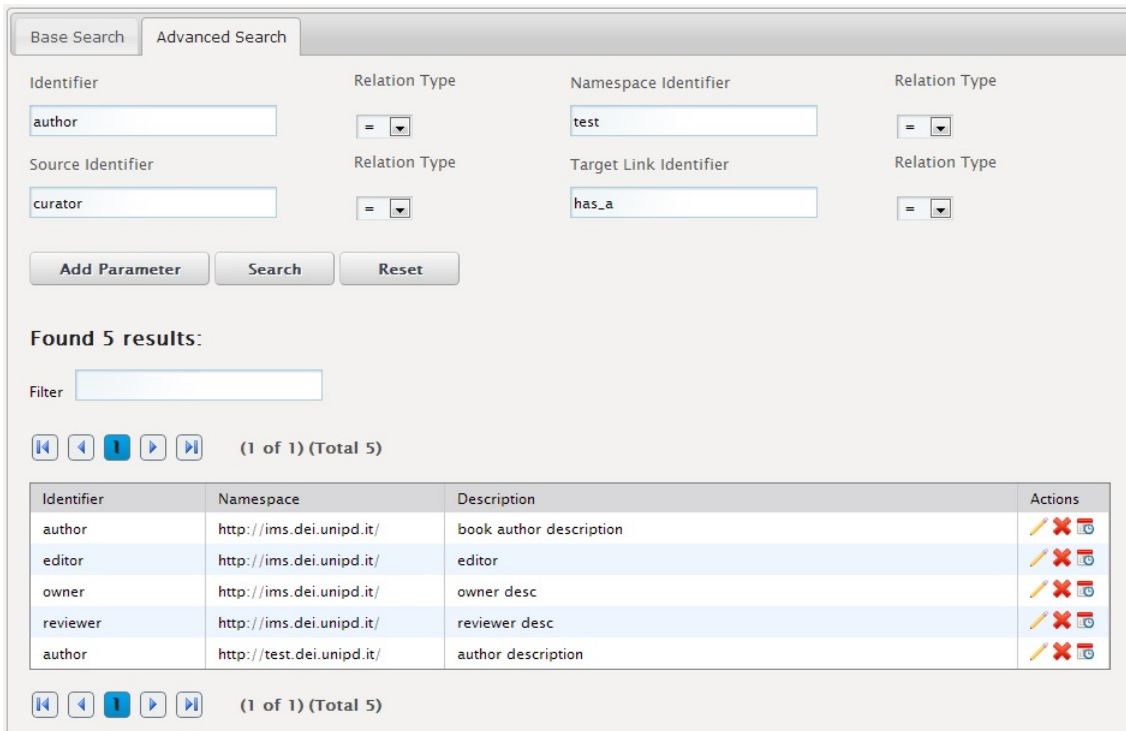 Base Search Advanced Search
Identifier Relation Type Namespace Identifier Relation Type
author = test =
Source Identifier Relation Type Target Link Identifier Relation Type
curator = has_a =
Add Parameter Search Reset
Found 5 results:
Filter
1 (1 of 1) (Total 5)
Identifier Namespace Description Actions
author http://ims.dei.unipd.it/ book author description
editor http://ims.dei.unipd.it/ editor
owner http://ims.dei.unipd.it/ owner desc
reviewer http://ims.dei.unipd.it/ reviewer desc
author http://test.dei.unipd.it/ author description
1 (1 of 1) (Total 5)